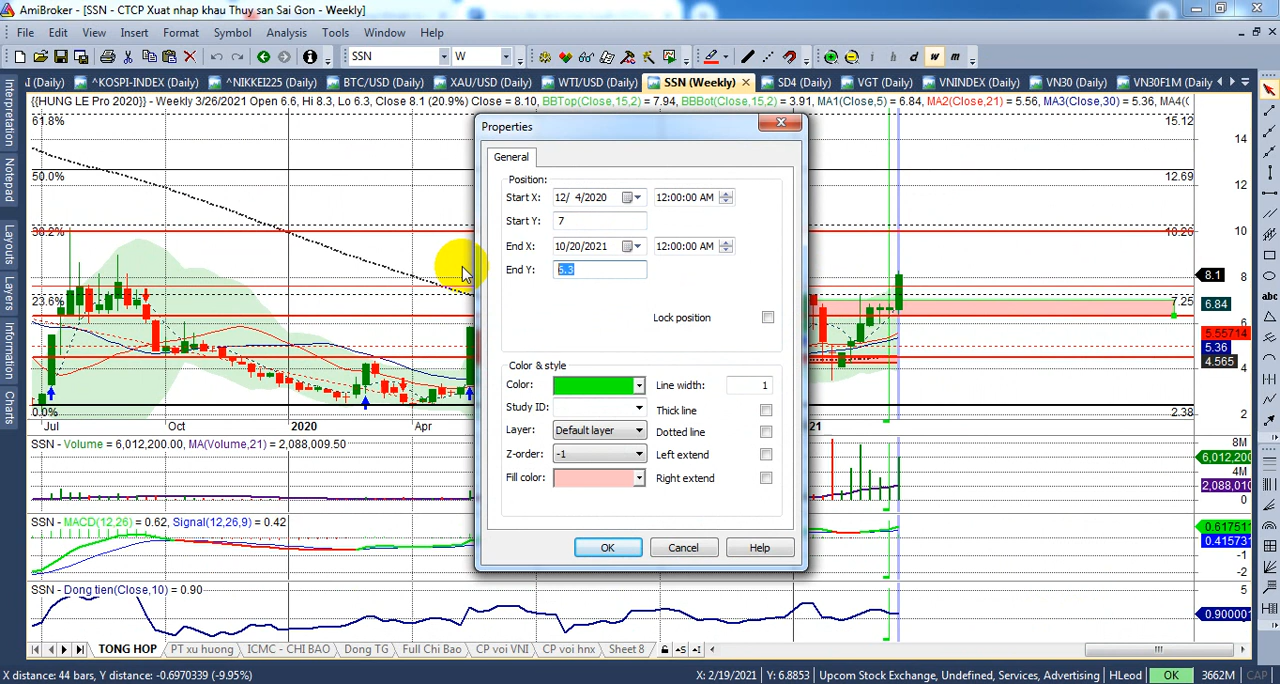 AmiBroker - [SSN - CTCP Xuat nhap khau Thuy san Sai Gon - Weekly]
File Edit View Insert Format Symbol Analysis Tools Window Help
SSN W i h d w m
(Daily) ^KOSPI-INDEX (Daily) ^NIKKEI225 (Daily) BTC/USD (Daily) XAU/USD (Daily) WTI/USD (Daily) SSN (Weekly) SD4 (Daily) VGT (Daily) VNINDEX (Daily) VN30 (Daily) VN30F1M (Daily)
{{HUNG LE Pro 2020}} - Weekly 3/26/2021 Open 6.6, Hi 8.3, Lo 6.3, Close 8.1 (20.9%) Close = 8.10, BBTop(Close,15,2) = 7.94, BBBot(Close,15,2) = 3.91, MA1(Close,5) = 6.84, MA2(Close,21) = 5.56, MA3(Close,30) = 5.36, MA4(
Interpretation
Notepad
Layouts
Layers
Information
Charts
61.8% 15.12
50.0% 12.69
38.2% 10.26
23.6% 7.25
0.0% 2.38
14
12
10
8
6
4
2
8.1
6.84
5.55714
5.36
4.565
Jul Oct 2020 Apr 21
Properties
General
Position:
Start X: 12/ 4/2020 12:00:00 AM
Start Y: 7
End X: 10/20/2021 12:00:00 AM
End Y: 5.3
Lock position
Color & style
Color: Line width: 1
Study ID: Thick line
Layer: Default layer Dotted line
Z-order: -1 Left extend
Fill color: Right extend
OK Cancel Help
abc
SSN - Volume = 6,012,200.00, MA(Volume,21) = 2,088,009.50
8M
6,012,200
4M
2,088,010
0
SSN - MACD(12,26) = 0.62, Signal(12,26,9) = 0.42
0.617511
0.415731
-1
-2
SSN - Dong tien(Close,10) = 0.90
5
0.90000
TONG HOP PT xu huong ICMC - CHI BAO Dong TG Full Chi Bao CP voi VNI CP voi hnx Sheet 8
X distance: 44 bars, Y distance: -0.6970339 (-9.95%) X: 2/19/2021 Y: 6.8853 Upcom Stock Exchange, Undefined, Services, Advertising HLeod OK 3662M CAP